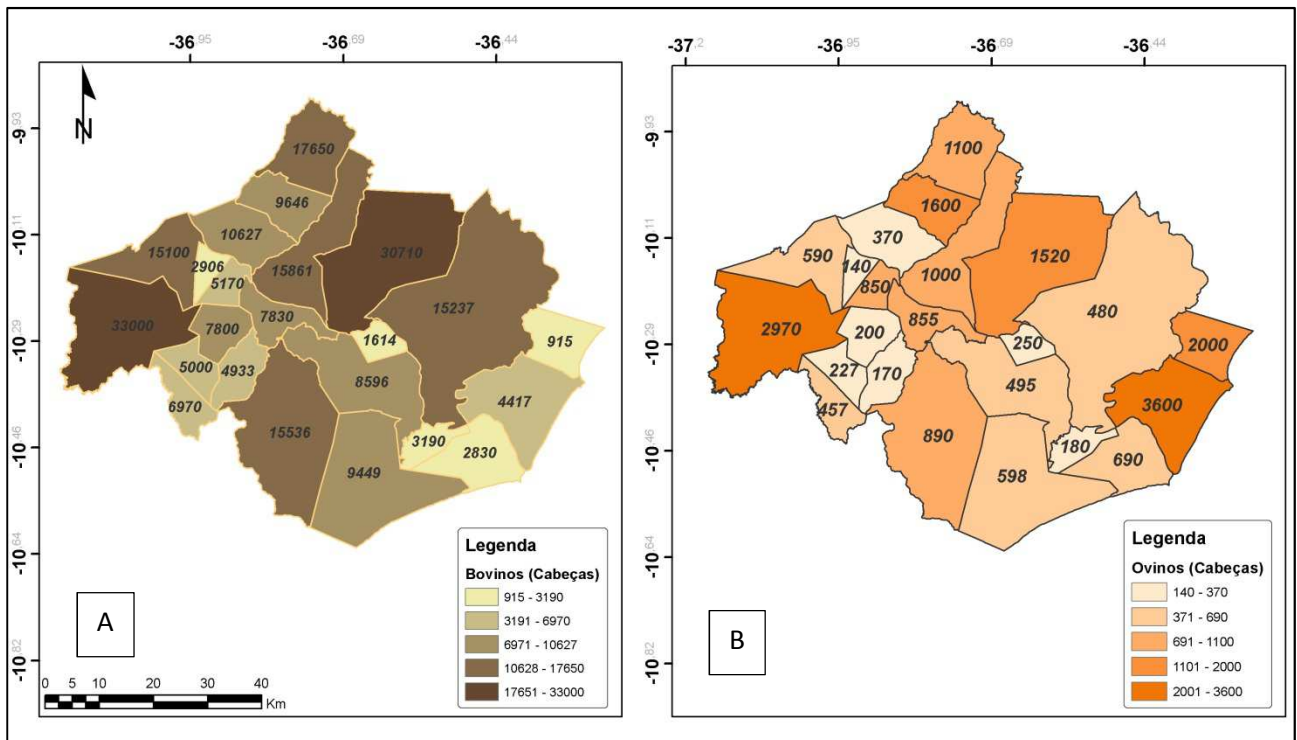 -36,95 -36,69 -36,44
-9,93
-10,11
-10,29
-10,46
-10,64
-10,82
N
17650
9646
10627
15100
2906
5170
15861
30710
15237
33000
7800
7830
1614
915
5000
4933
8596
4417
6970
15536
3190
2830
9449
Legenda
Bovinos (Cabeças)
915 - 3190
3191 - 6970
6971 - 10627
10628 - 17650
17651 - 33000
A
0 5 10 20 30 40
Km
-37,2 -36,95 -36,69 -36,44
-9,93
-10,11
-10,29
-10,46
-10,64
-10,82
1100
1600
370
590
140
850
1000
1520
480
2970
200
855
250
2000
227
170
495
3600
457
890
180
690
598
Legenda
Ovinos (Cabeças)
140 - 370
371 - 690
691 - 1100
1101 - 2000
2001 - 3600
B